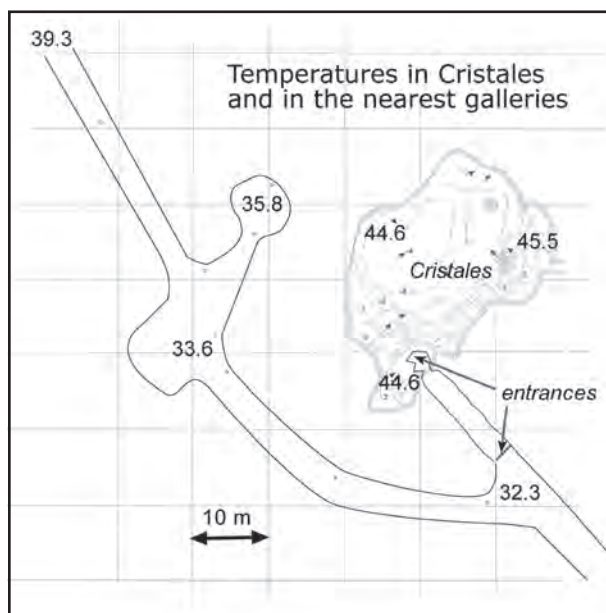 39.3
Temperatures in Cristales
and in the nearest galleries
35.8
44.6
45.5
Cristales
33.6
44.6
entrances
32.3
10 m